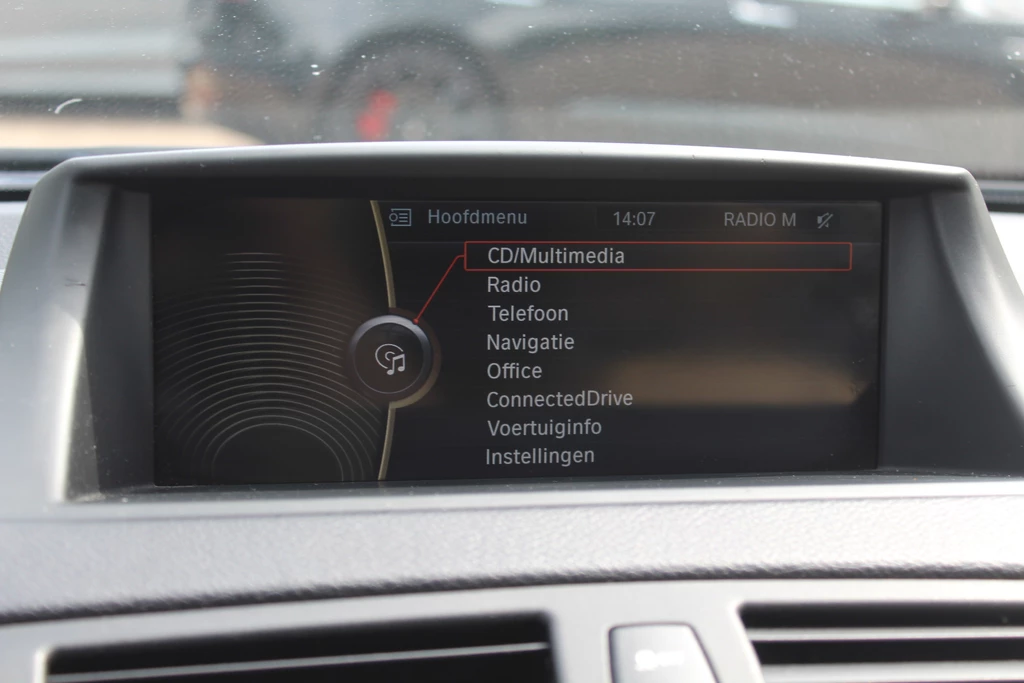 Hoofdmenu 14:07 RADIO M
CD/Multimedia
Radio
Telefoon
Navigatie
Office
ConnectedDrive
Voertuiginfo
Instellingen